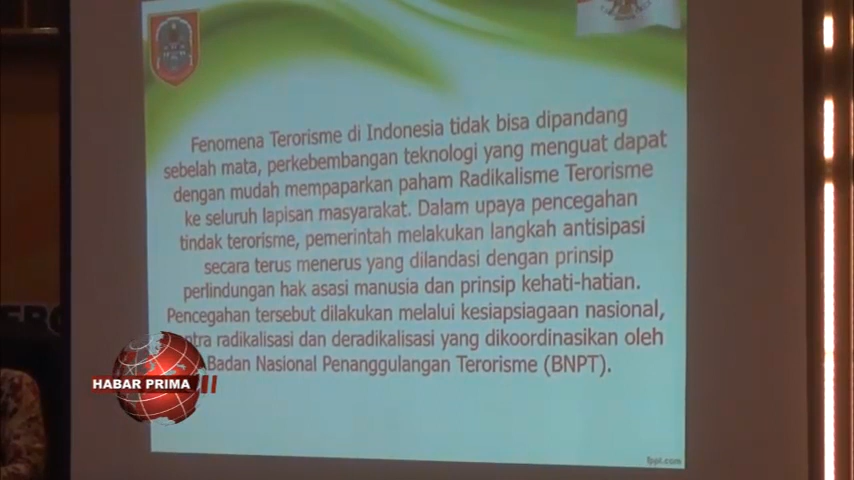 Fenomena Terorisme di Indonesia tidak bisa dipandang
sebelah mata, perkebembangan teknologi yang menguat dapat
dengan mudah mempaparkan paham Radikalisme Terorisme
ke seluruh lapisan masyarakat. Dalam upaya pencegahan
tindak terorisme, pemerintah melakukan langkah antisipasi
secara terus menerus yang dilandasi dengan prinsip
perlindungan hak asasi manusia dan prinsip kehati-hatian.
Pencegahan tersebut dilakukan melalui kesiapsiagaan nasional,
radikalisasi dan deradikalisasi yang dikoordinasikan oleh
Badan Nasional Penanggulangan Terorisme (BNPT).
HABAR PRIMA
fppt.com